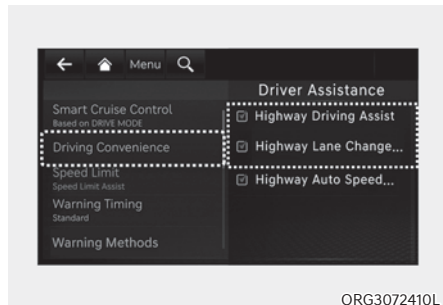 Menu
Driver Assistance
Smart Cruise Control
Based on DRIVE MODE
Driving Convenience
Speed Limit
Speed Limit Assist
Warning Timing
Standard
Warning Methods
Highway Driving Assist
Highway Lane Change...
Highway Auto Speed...
ORG3072410L